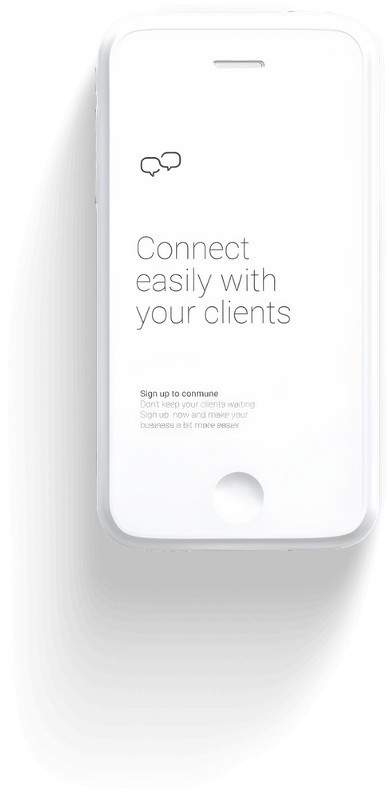 Connect
easily with
your clients
Sign up to conmune
Don't keep your clients waiting
Sign up now and make your
business a bit more easier